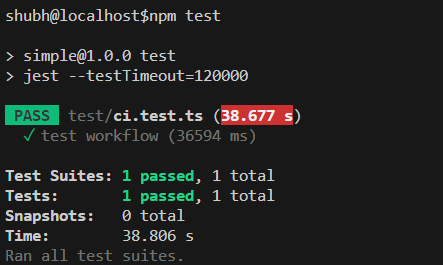 shubh@localhost$npm test
> simple@1.0.0 test
> jest --testTimeout=120000
PASS test/ci.test.ts (38.677 s)
✓ test workflow (36594 ms)
Test Suites: 1 passed, 1 total
Tests: 1 passed, 1 total
Snapshots: 0 total
Time: 38.806 s
Ran all test suites.